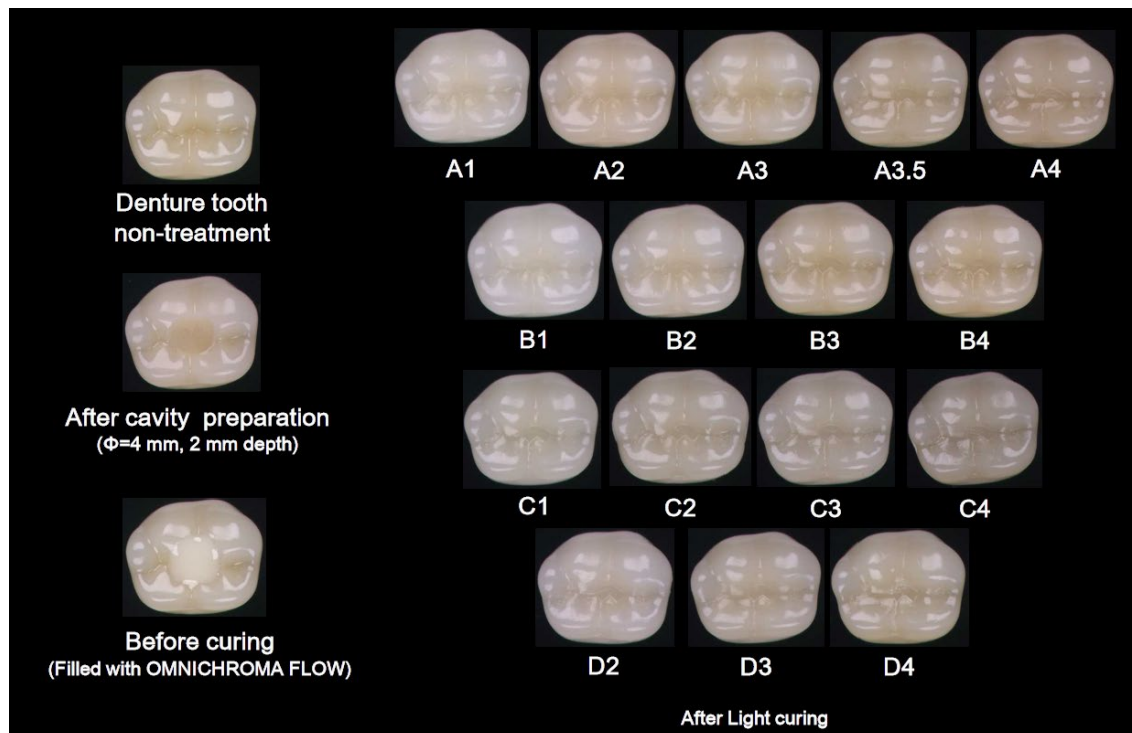 Denture tooth
non-treatment
After cavity preparation
(Φ=4 mm, 2 mm depth)
Before curing
(Filled with OMNICHROMA FLOW)
A1 A2 A3 A3.5 A4
B1 B2 B3 B4
C1 C2 C3 C4
D2 D3 D4
After Light curing